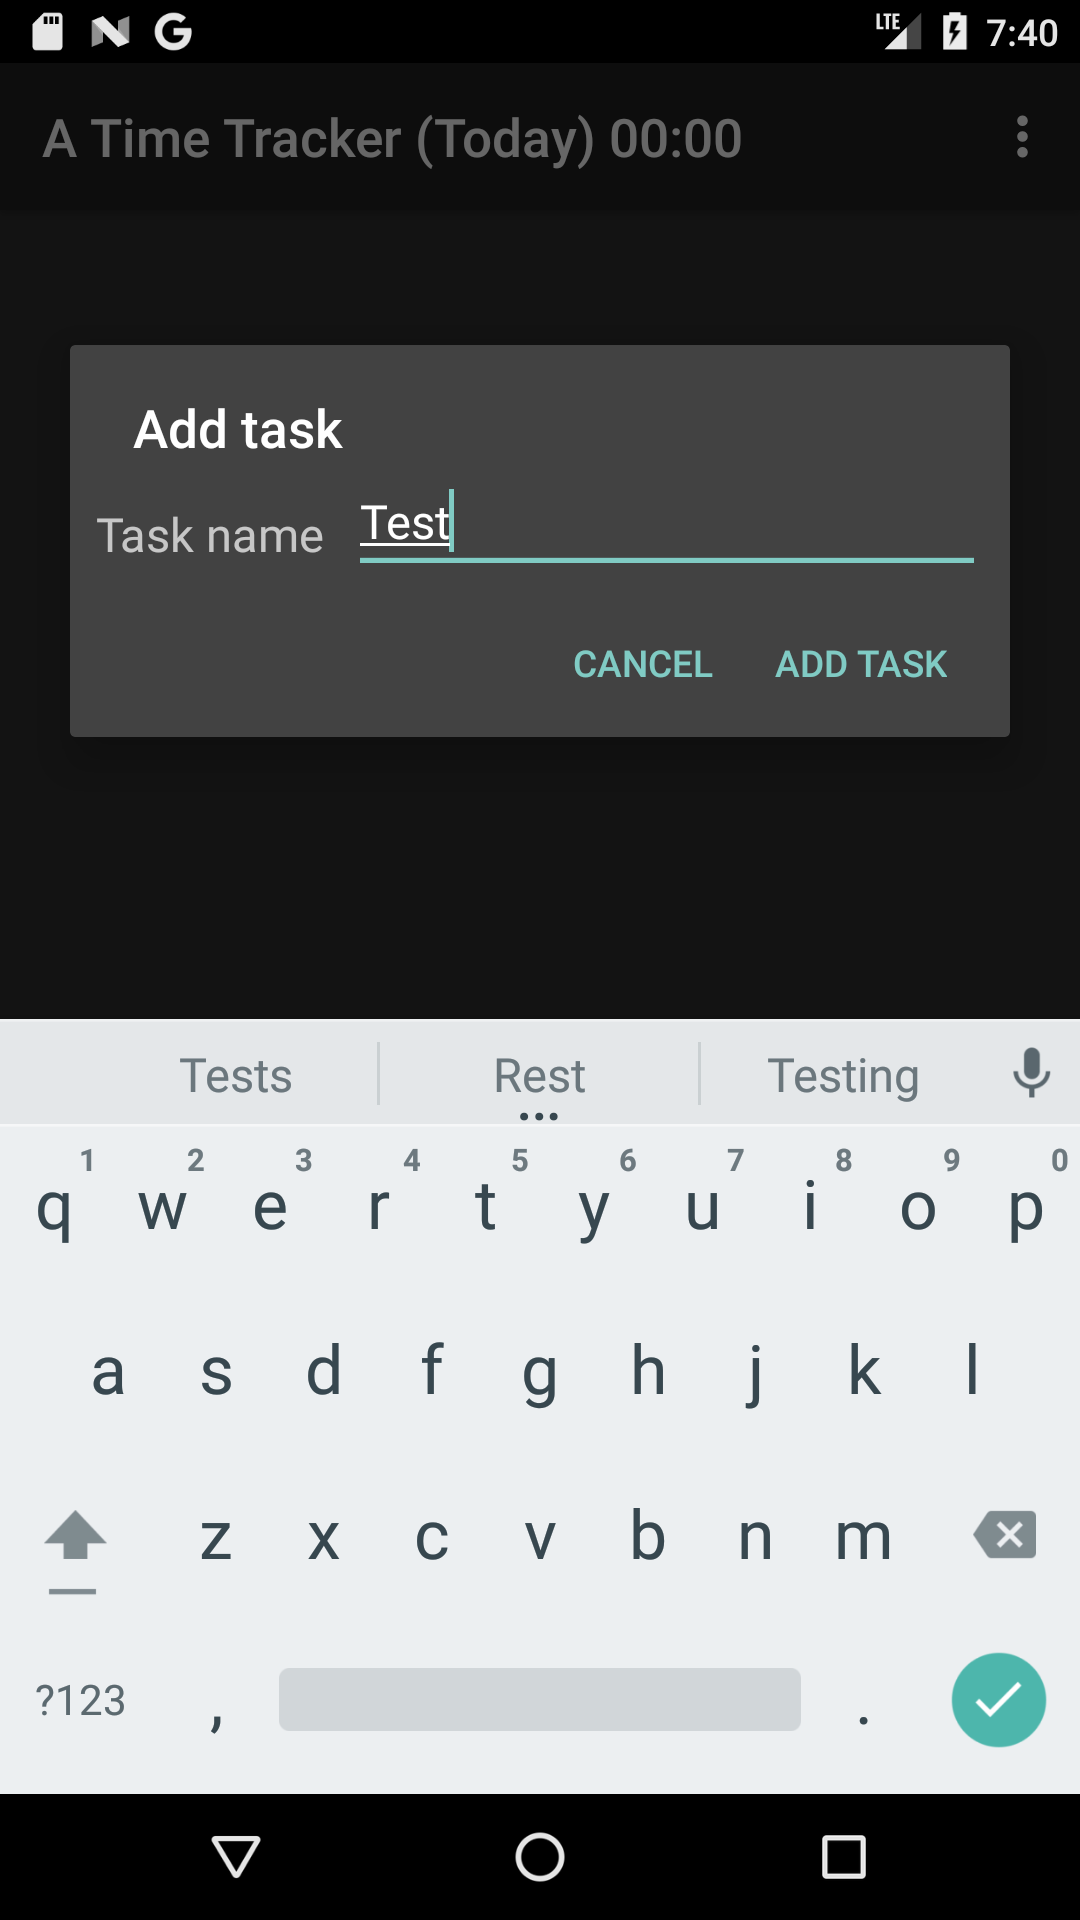 LTE 7:40
A Time Tracker (Today) 00:00
Add task
Task name Test
CANCEL ADD TASK
Tests Rest Testing
1 2 3 4 5 6 7 8 9 0
q w e r t y u i o p
a s d f g h j k l
z x c v b n m
?123 , .